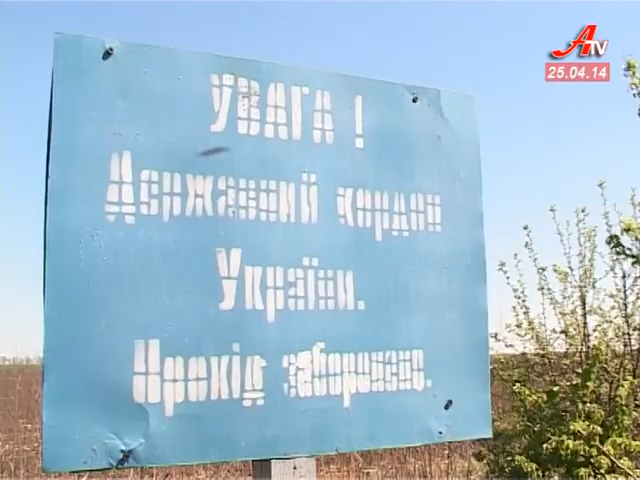 ATV
25.04.14
УВАГА !
Державний кордон
України.
Прохід заборонено.